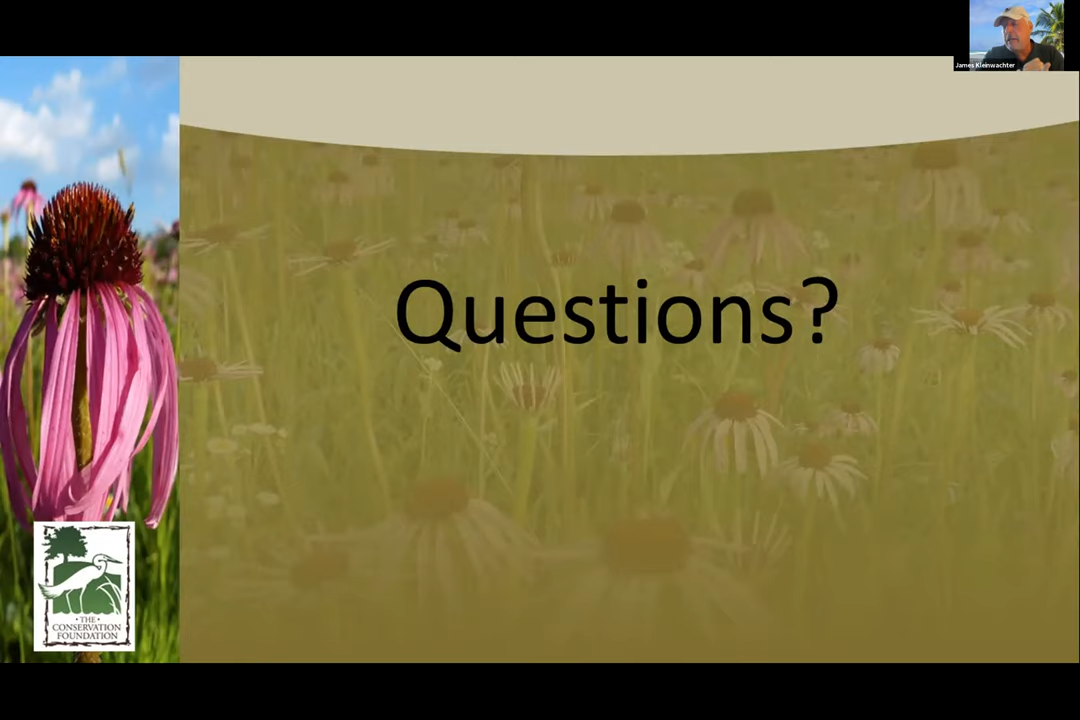 James Kleinwachter
Questions?
• THE •
CONSERVATION
FOUNDATION